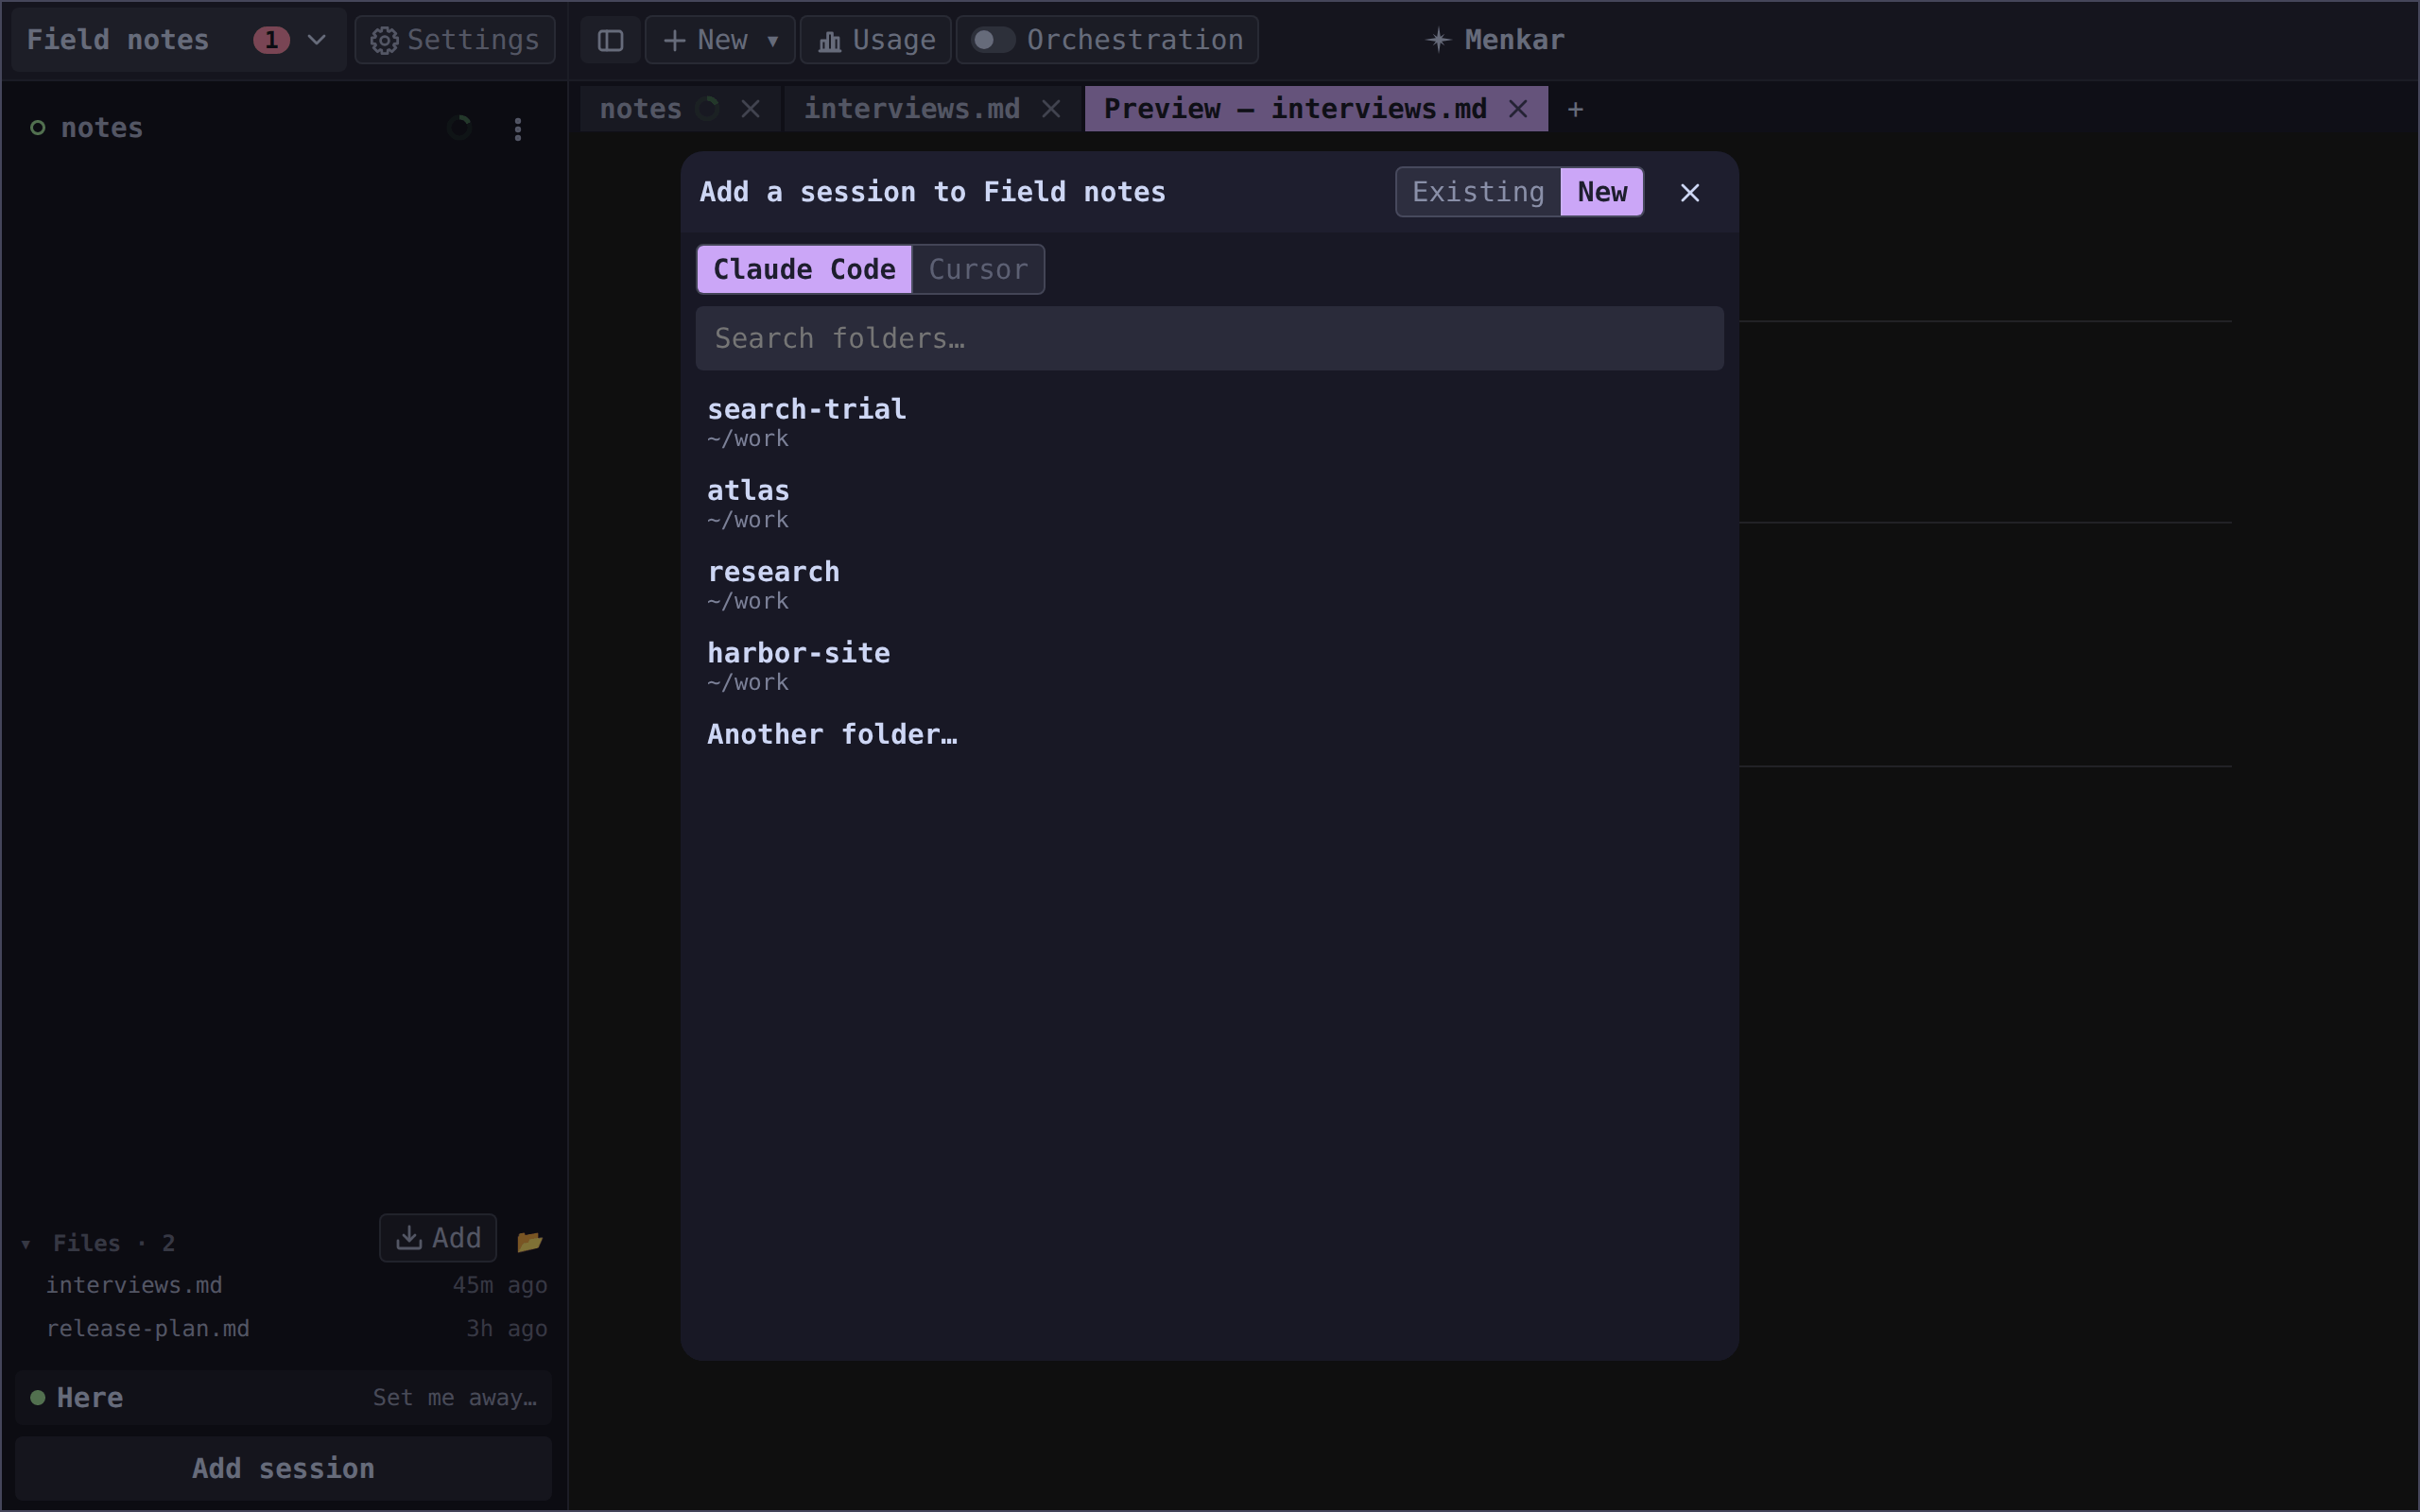 Field notes 1 Settings New Usage Orchestration Menkar
notes interviews.md Preview — interviews.md +
notes
Add a session to Field notes Existing New
Claude Code Cursor
Search folders…
search-trial
~/work
atlas
~/work
research
~/work
harbor-site
~/work
Another folder…
Files · 2 Add
interviews.md 45m ago
release-plan.md 3h ago
Here Set me away…
Add session